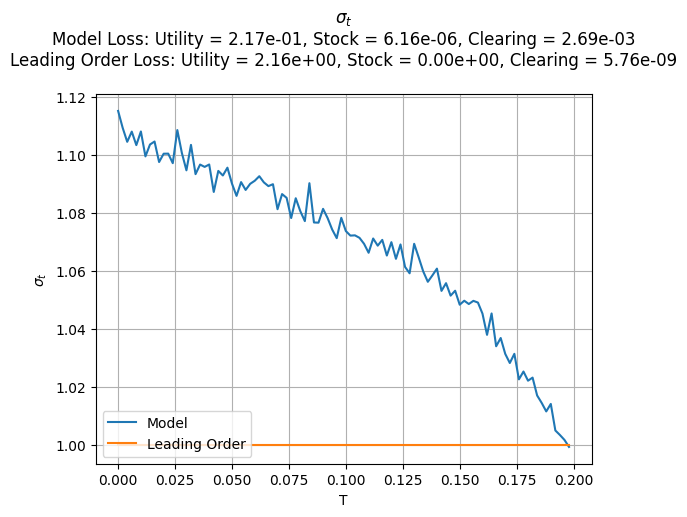 σₜ
Model Loss: Utility = 2.17e-01, Stock = 6.16e-06, Clearing = 2.69e-03
Leading Order Loss: Utility = 2.16e+00, Stock = 0.00e+00, Clearing = 5.76e-09
1.12
1.10
1.08
1.06
1.04
1.02
1.00
σₜ
Model
Leading Order
0.000
0.025
0.050
0.075
0.100
0.125
0.150
0.175
0.200
T